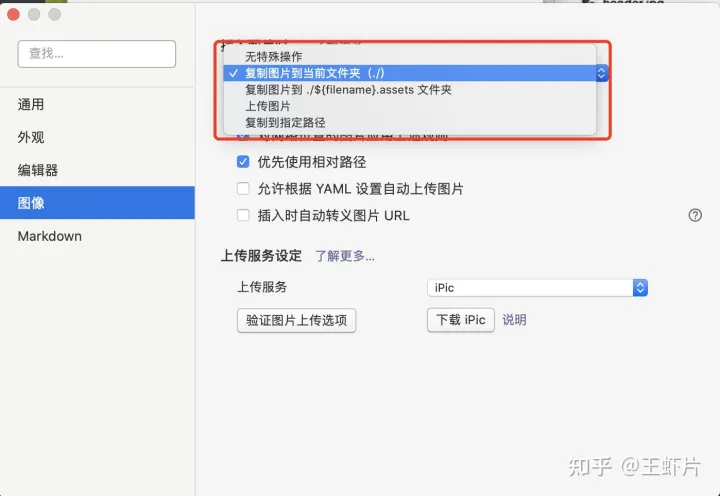 header.jpg
查找...
无特殊操作
✓ 复制图片到当前文件夹（./）
复制图片到 ./${filename}.assets 文件夹
上传图片
复制到指定路径
通用
外观
编辑器
图像
Markdown
优先使用相对路径
允许根据 YAML 设置自动上传图片
插入时自动转义图片 URL
?
上传服务设定 了解更多...
上传服务 iPic
验证图片上传选项 下载 iPic 说明
知乎 @王虾片